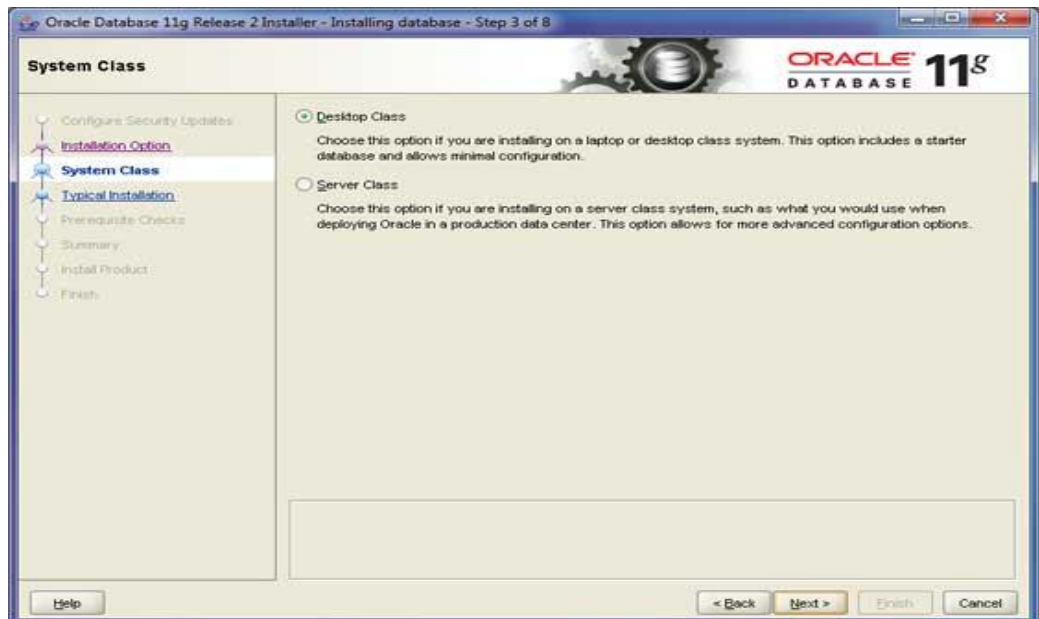 Oracle Database 11g Release 2 Installer - Installing database - Step 3 of 8
System Class
ORACLE
DATABASE
11g
Configure Security Updates
Installation Option
System Class
Typical Installation
Prerequisite Checks
Summary
Install Product
Finish
Desktop Class
Choose this option if you are installing on a laptop or desktop class system. This option includes a starter
database and allows minimal configuration.
Server Class
Choose this option if you are installing on a server class system, such as what you would use when
deploying Oracle in a production data center. This option allows for more advanced configuration options.
Help
< Back
Next >
Finish
Cancel